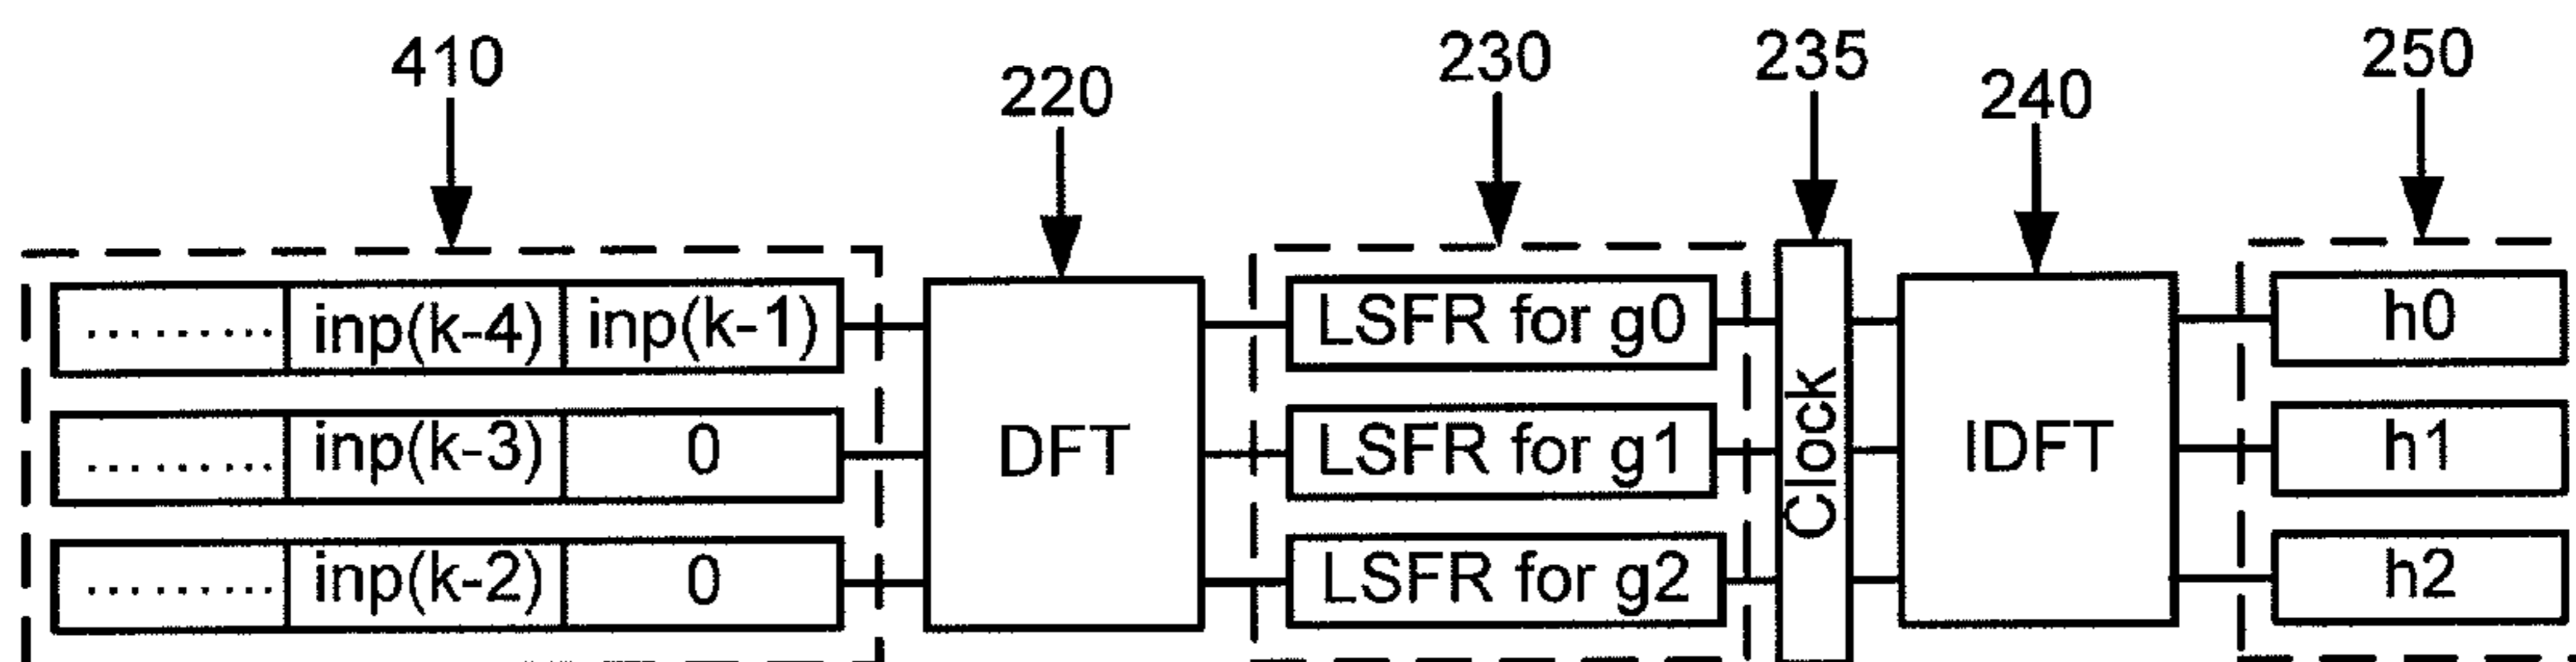 410
220
230
235
240
250
......... inp(k-4) inp(k-1)
......... inp(k-3) 0
......... inp(k-2) 0
DFT
LSFR for g0
LSFR for g1
LSFR for g2
Clock
IDFT
h0
h1
h2